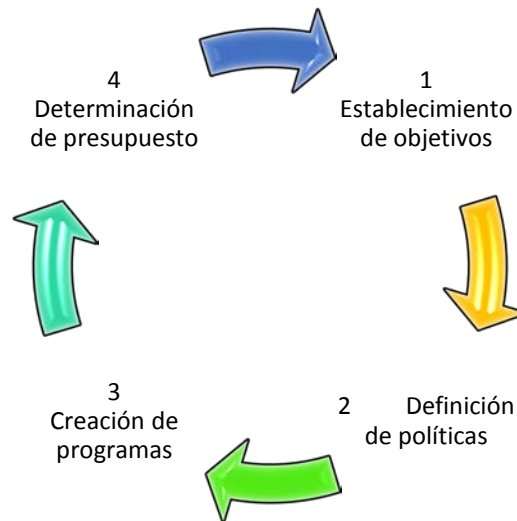 1
Establecimiento
de objetivos
2 Definición
de políticas
3
Creación de
programas
4
Determinación
de presupuesto